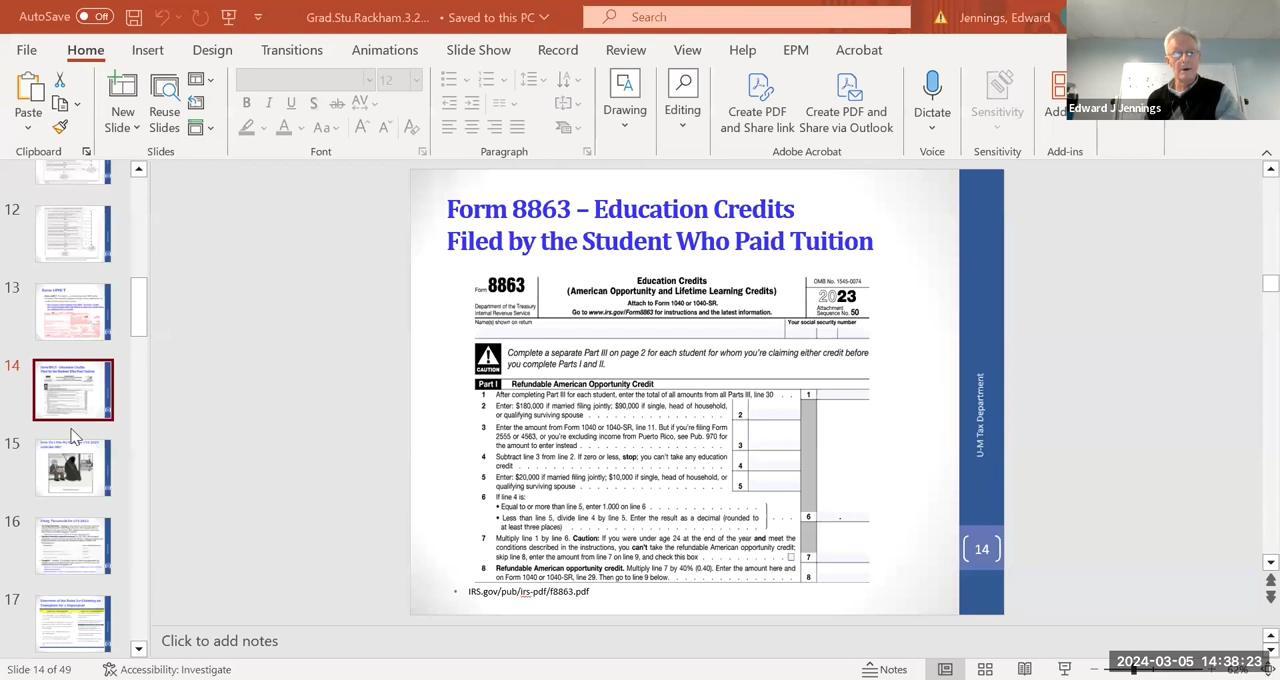 AutoSave Off Grad.Stu.Rackham.3.2... • Saved to this PC Search Jennings, Edward
File Home Insert Design Transitions Animations Slide Show Record Review View Help EPM Acrobat
Edward J Jennings
12
Paste New Slide Reuse Slides Drawing Editing Create PDF and Share link Create PDF and Share via Outlook Dictate Sensitivity
B I U S ab AV
Aa A A A
Clipboard Slides Font Paragraph Adobe Acrobat Voice Sensitivity Add-ins
12
13
14
15
16
17
Form 8863 – Education Credits
Filed by the Student Who Paid Tuition
Form 8863
Department of the Treasury
Internal Revenue Service
Education Credits
(American Opportunity and Lifetime Learning Credits)
Attach to Form 1040 or 1040-SR.
Go to www.irs.gov/Form8863 for instructions and the latest information.
OMB No. 1545-0074
2023
Attachment
Sequence No. 50
Name(s) shown on return Your social security number
CAUTION
Complete a separate Part III on page 2 for each student for whom you're claiming either credit before
you complete Parts I and II.
Part I Refundable American Opportunity Credit
1 After completing Part III for each student, enter the total of all amounts from all Parts III, line 30 . . 1
2 Enter: $180,000 if married filing jointly; $90,000 if single, head of household,
or qualifying surviving spouse . . . . . . . . . . . . . 2
3 Enter the amount from Form 1040 or 1040-SR, line 11. But if you're filing Form
2555 or 4563, or you're excluding income from Puerto Rico, see Pub. 970 for
the amount to enter instead . . . . . . . . . . . . . 3
4 Subtract line 3 from line 2. If zero or less, stop; you can't take any education
credit . . . . . . . . . . . . . . . . . . . 4
5 Enter: $20,000 if married filing jointly; $10,000 if single, head of household, or
qualifying surviving spouse . . . . . . . . . . . . . 5
6 If line 4 is:
• Equal to or more than line 5, enter 1.000 on line 6 . . . . . . . . . .
• Less than line 5, divide line 4 by line 5. Enter the result as a decimal (rounded to
at least three places) . . . . . . . . . . . . . . . 6 .
7 Multiply line 1 by line 6. Caution: If you were under age 24 at the end of the year and meet the
conditions described in the instructions, you can't take the refundable American opportunity credit;
skip line 8, enter the amount from line 7 on line 9, and check this box . . . . . . . 7
8 Refundable American opportunity credit. Multiply line 7 by 40% (0.40). Enter the amount here and
on Form 1040 or 1040-SR, line 29. Then go to line 9 below. . . . . . . . . . . 8
• IRS.gov/pub/irs-pdf/f8863.pdf
U-M Tax Department
14
Click to add notes
Slide 14 of 49 Accessibility: Investigate Notes
2024-03-05 14:38:23